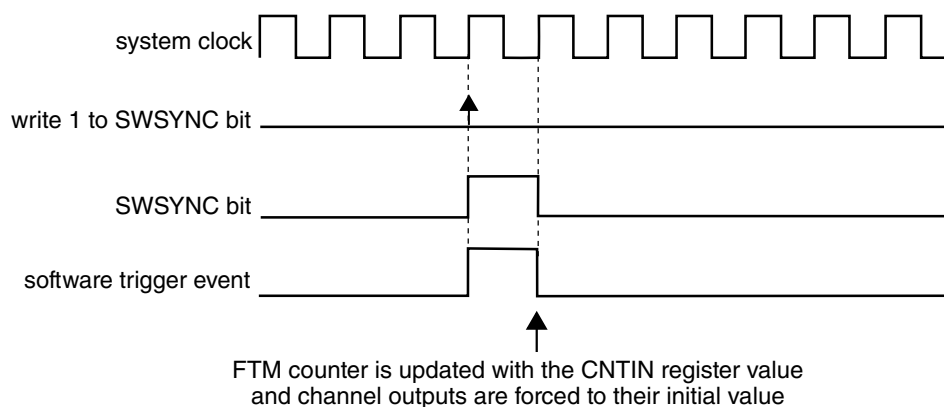 system clock
write 1 to SWSYNC bit
SWSYNC bit
software trigger event
FTM counter is updated with the CNTIN register value
and channel outputs are forced to their initial value